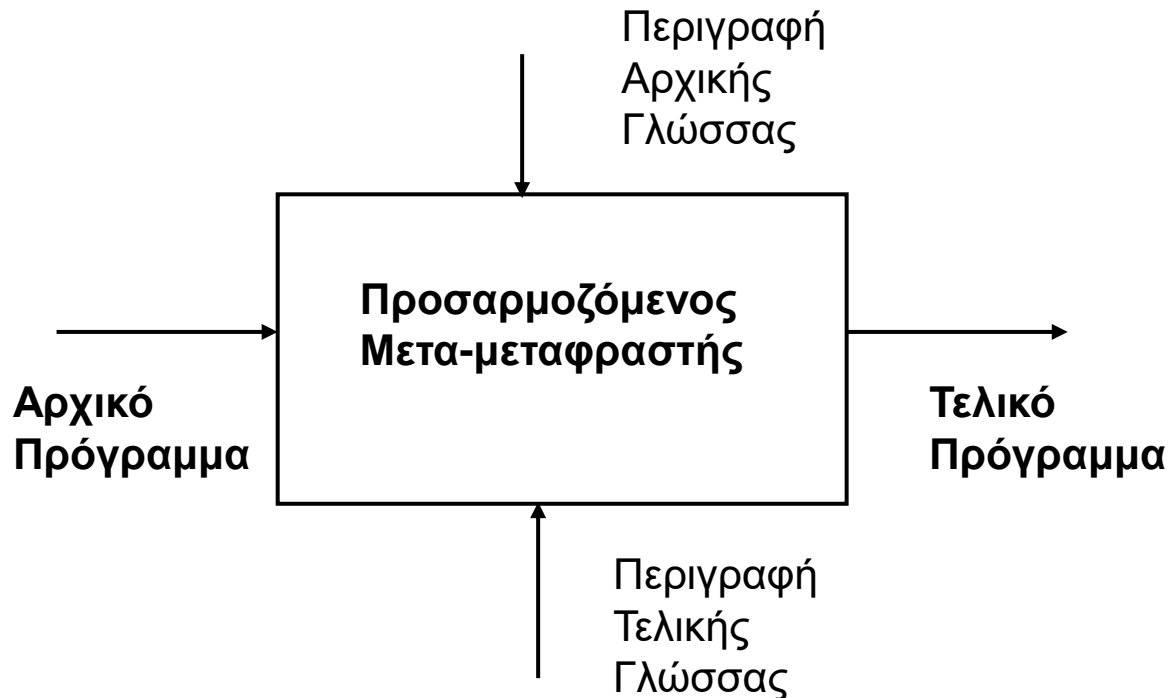 Περιγραφή
Αρχικής
Γλώσσας
Προσαρμοζόμενος
Μετα-μεταφραστής
Αρχικό
Πρόγραμμα
Τελικό
Πρόγραμμα
Περιγραφή
Τελικής
Γλώσσας